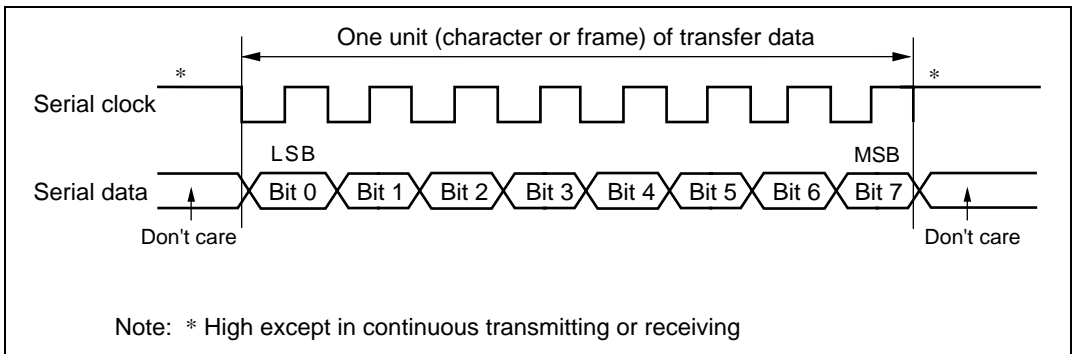 One unit (character or frame) of transfer data
* *
Serial clock
LSB MSB
Serial data Bit 0 Bit 1 Bit 2 Bit 3 Bit 4 Bit 5 Bit 6 Bit 7
Don't care Don't care
Note: * High except in continuous transmitting or receiving